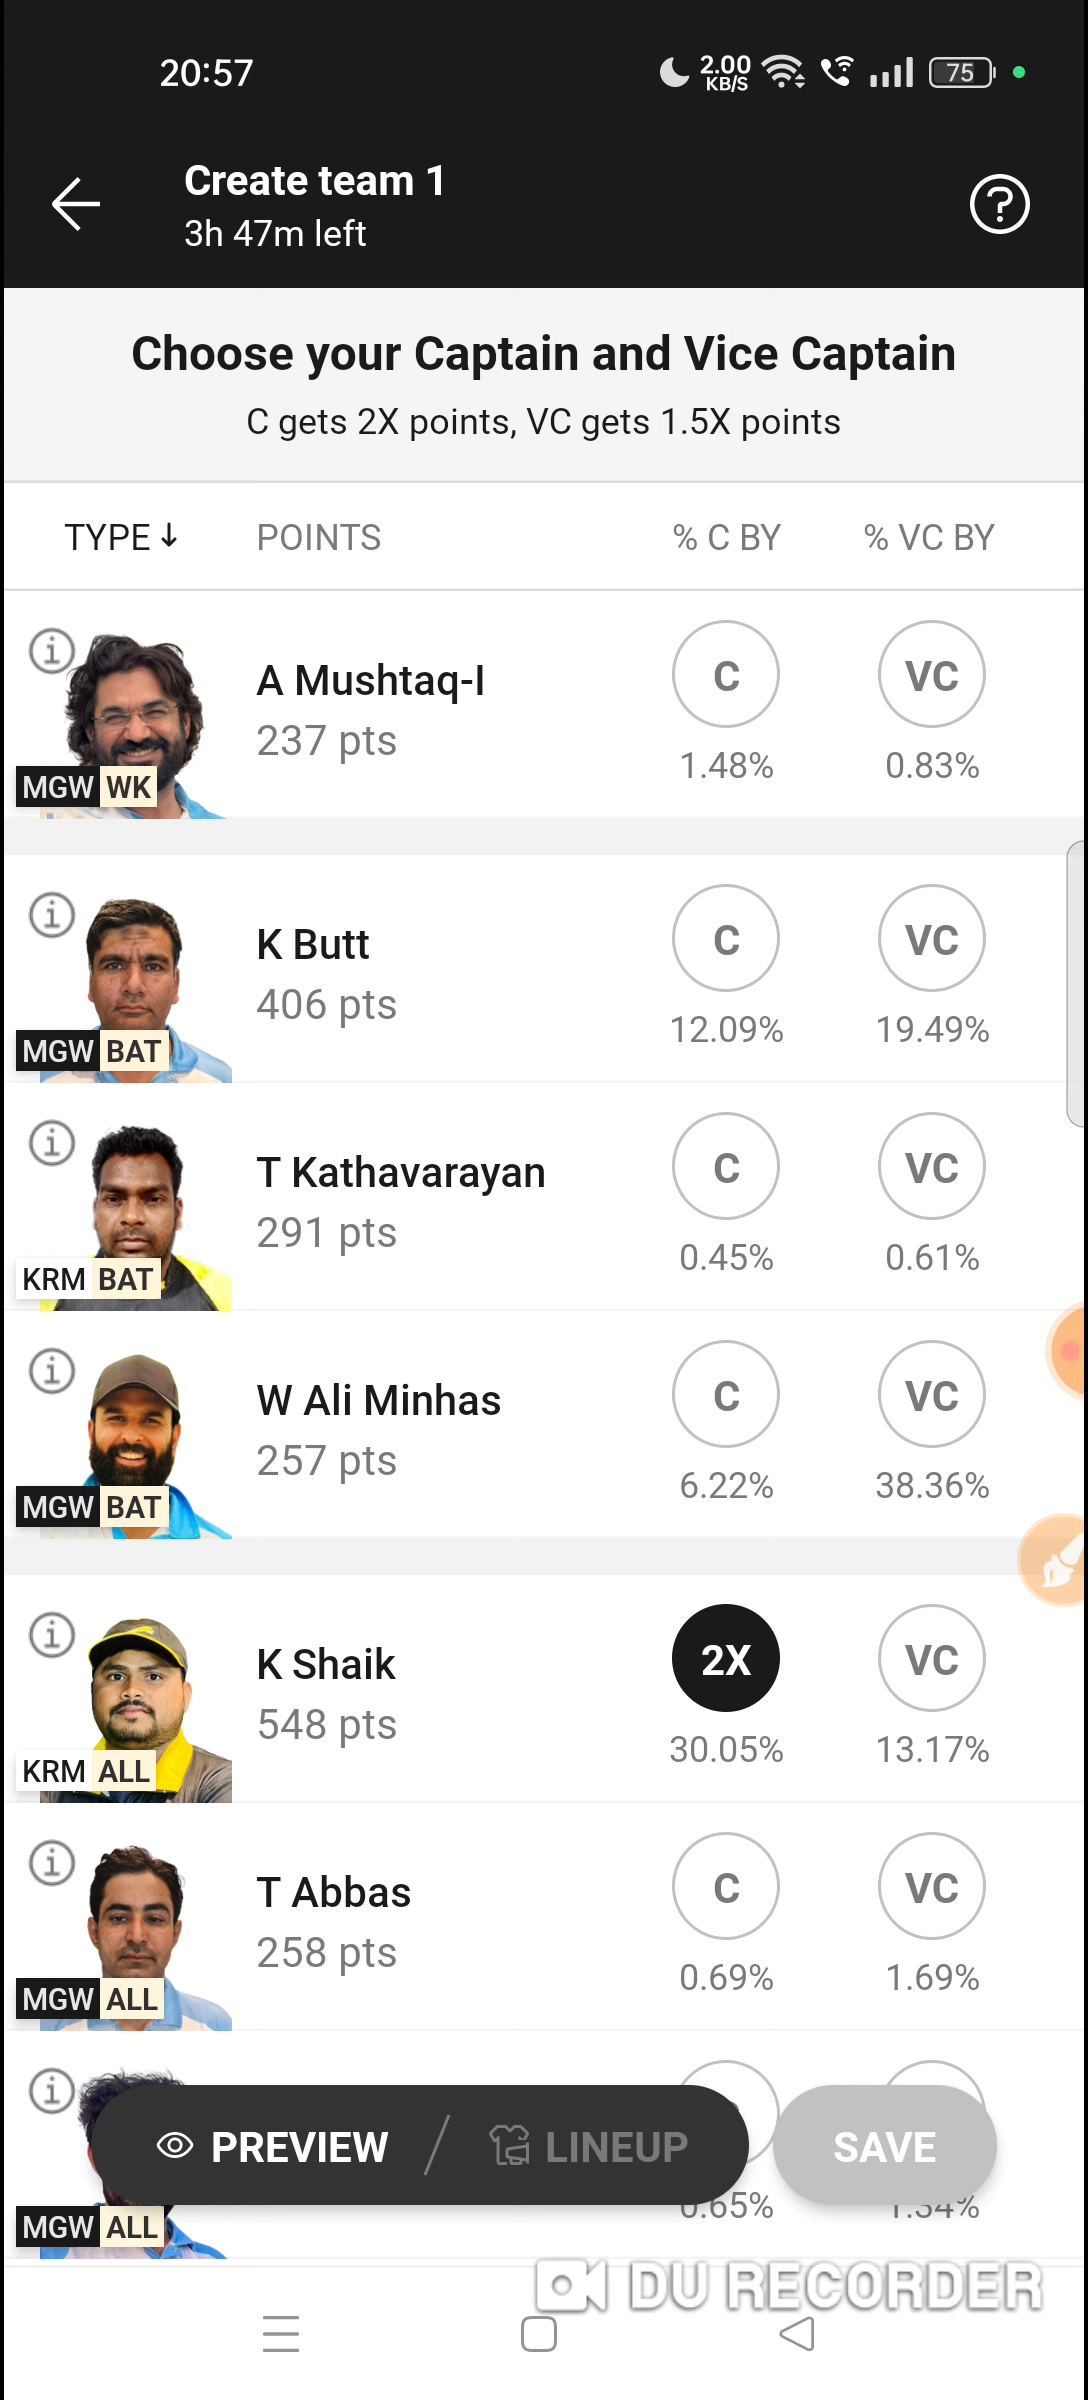 20:57
2.00
KB/S
75
Create team 1
3h 47m left
?
Choose your Captain and Vice Captain
C gets 2X points, VC gets 1.5X points
TYPE↓ POINTS % C BY % VC BY
A Mushtaq-I
237 pts
C VC
1.48% 0.83%
MGW WK
K Butt
406 pts
C VC
12.09% 19.49%
MGW BAT
T Kathavarayan
291 pts
C VC
0.45% 0.61%
KRM BAT
W Ali Minhas
257 pts
C VC
6.22% 38.36%
MGW BAT
K Shaik
548 pts
2X VC
30.05% 13.17%
KRM ALL
T Abbas
258 pts
C VC
0.69% 1.69%
MGW ALL
PREVIEW LINEUP SAVE
0.65% 1.34%
MGW ALL
DU RECORDER